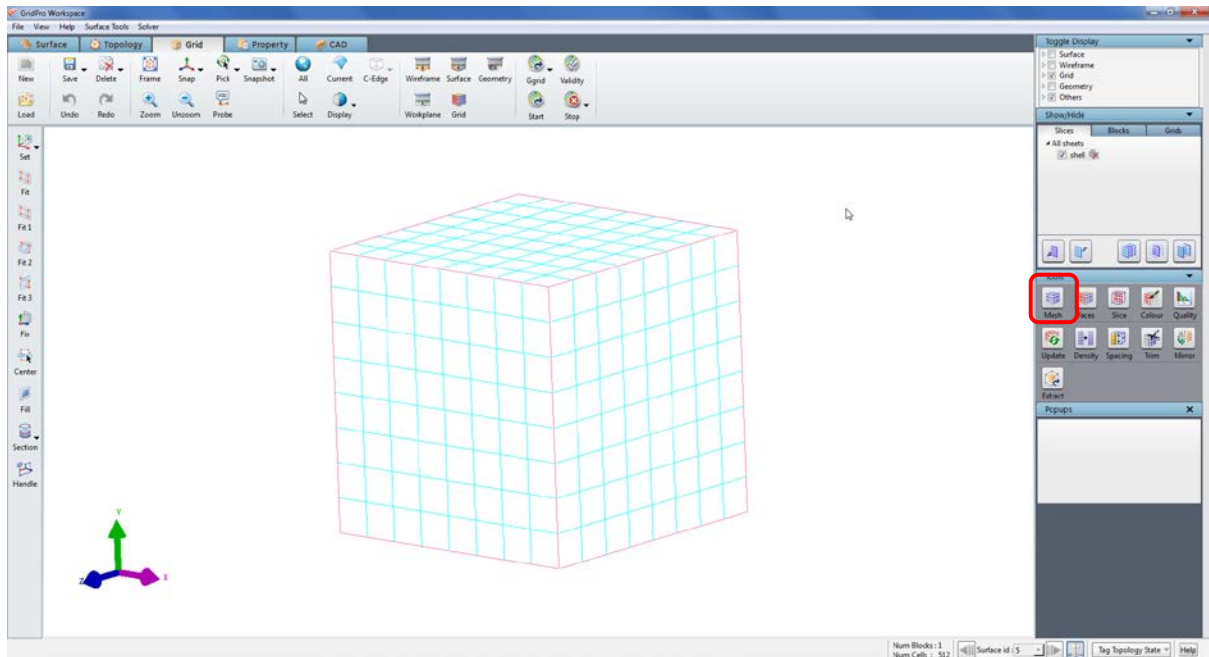 GridPro Workspace
File View Help Surface Tools Solver
Surface Topology Grid Property CAD
New Save Delete Frame Snap Pick Snapshot All Current C-Edge Wireframe Surface Geometry Ggrid Validity
Load Undo Redo Zoom Unzoom Probe Select Display Workplane Grid Start Stop
Set
Fit
Fit 1
Fit 2
Fit 3
Fix
Center
Fill
Section
Handle
Y
Z X
Toggle Display
Surface
Wireframe
Grid
Geometry
Others
Show/Hide
Slices Blocks Grids
All sheets
shell
Mesh Slice Colour Quality
Update Density Spacing Trim Mirror
Extract
Popups
Num Blocks : 1
Num Cells : 512
Surface id : 5 Tag Topology State Help